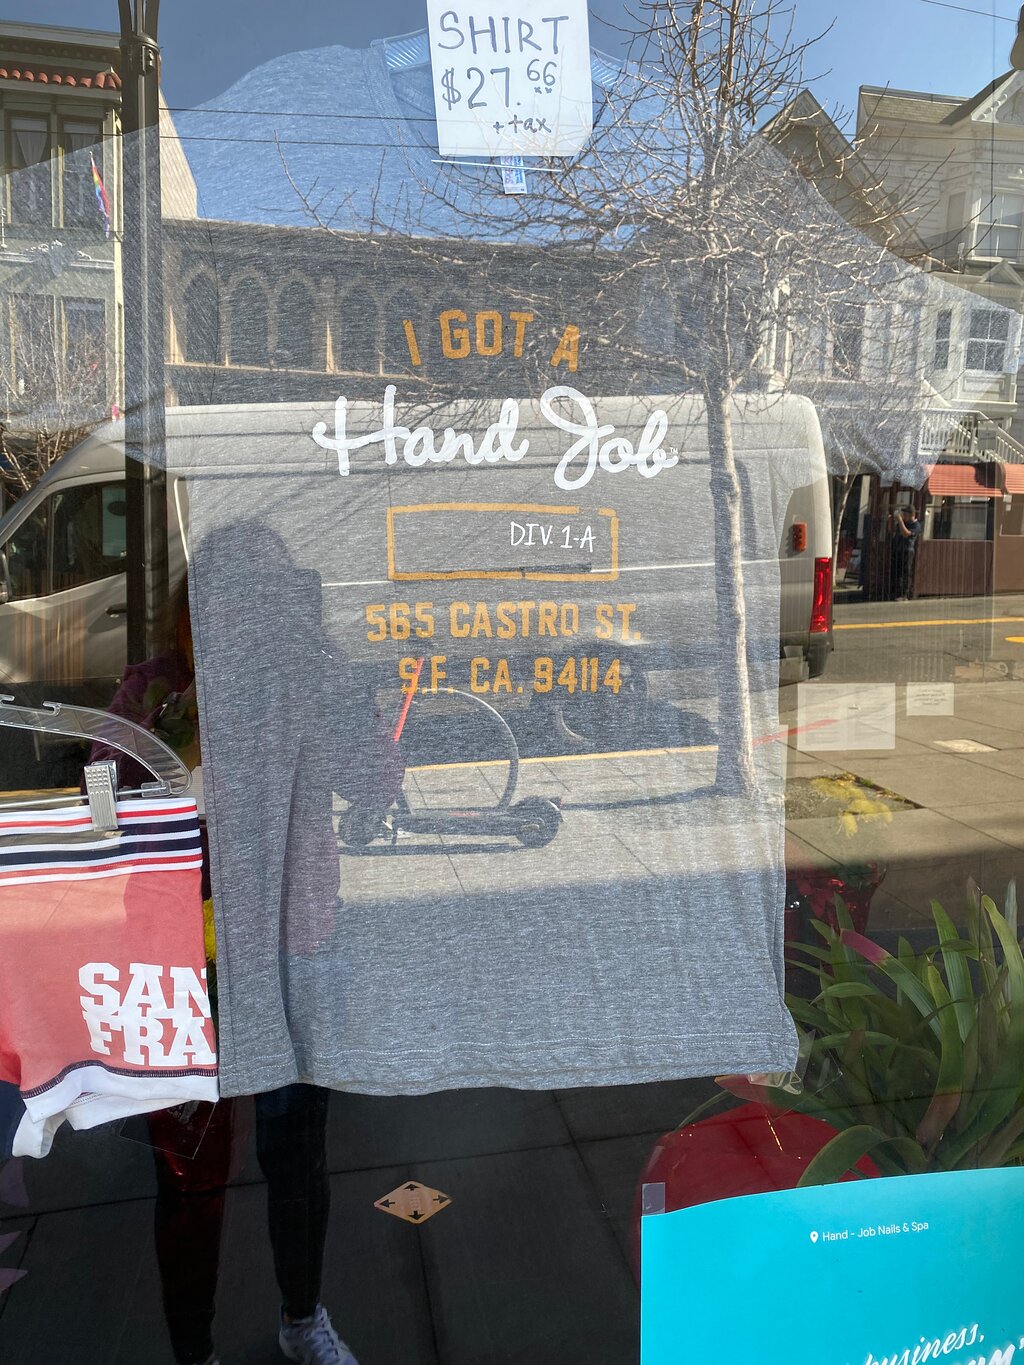 SHIRT
$27.66
+ tax
I GOT A
Hand Job
DIV. 1-A
565 CASTRO ST.
S.F. CA. 94114
SAN
FRA
Hand - Job Nails & Spa
business,